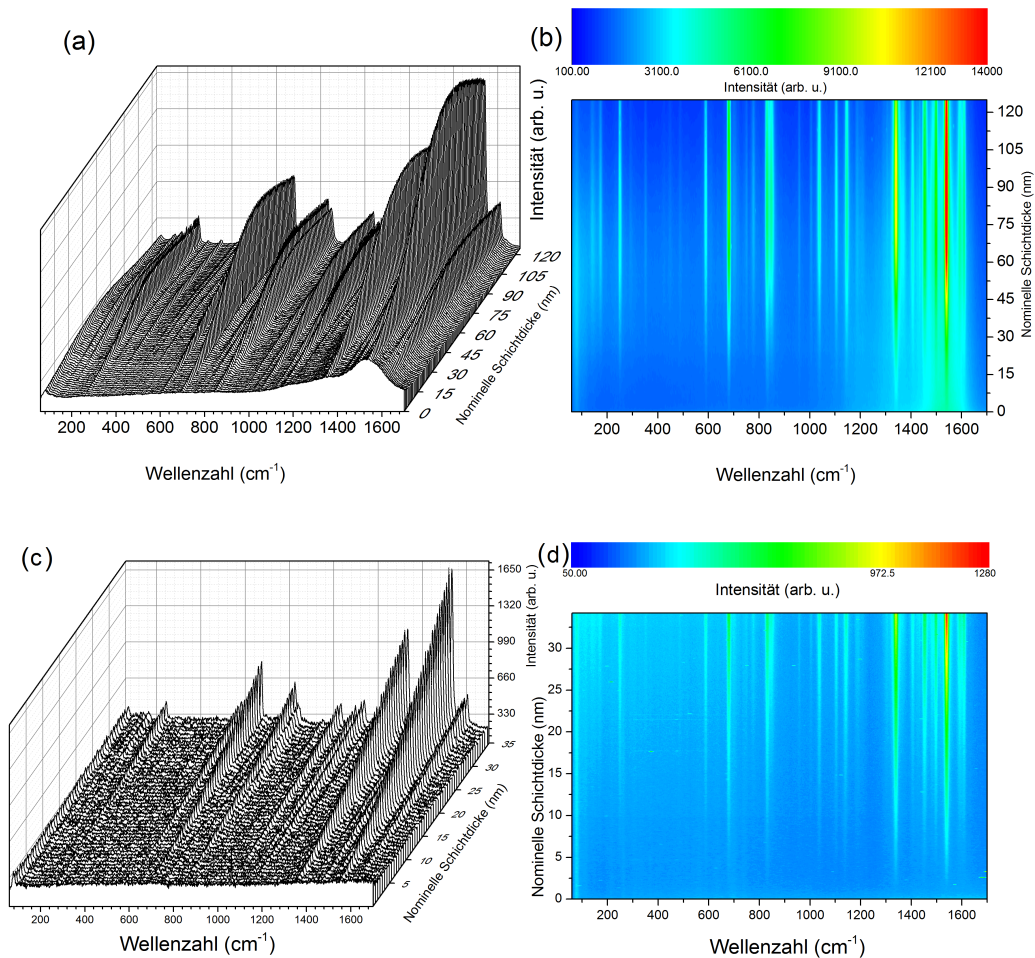 (a)
Intensität (arb. u.)
120
105
90
75
60
45
30
15
0
Nominelle Schichtdicke (nm)
200 400 600 800 1000 1200 1400 1600
Wellenzahl (cm-1)
(b)
100.00 3100.0 6100.0 9100.0 12100 14000
Intensität (arb. u.)
120
105
90
75
60
45
30
15
0
Nominelle Schichtdicke (nm)
200 400 600 800 1000 1200 1400 1600
Wellenzahl (cm-1)
(c)
1650
1320
990
660
330
Intensität (arb. u.)
35
30
25
20
15
10
5
Nominelle Schichtdicke (nm)
200 400 600 800 1000 1200 1400 1600
Wellenzahl (cm-1)
(d)
50.00 972.5 1280
Intensität (arb. u.)
30
25
20
15
10
5
0
Nominelle Schichtdicke (nm)
200 400 600 800 1000 1200 1400 1600
Wellenzahl (cm-1)